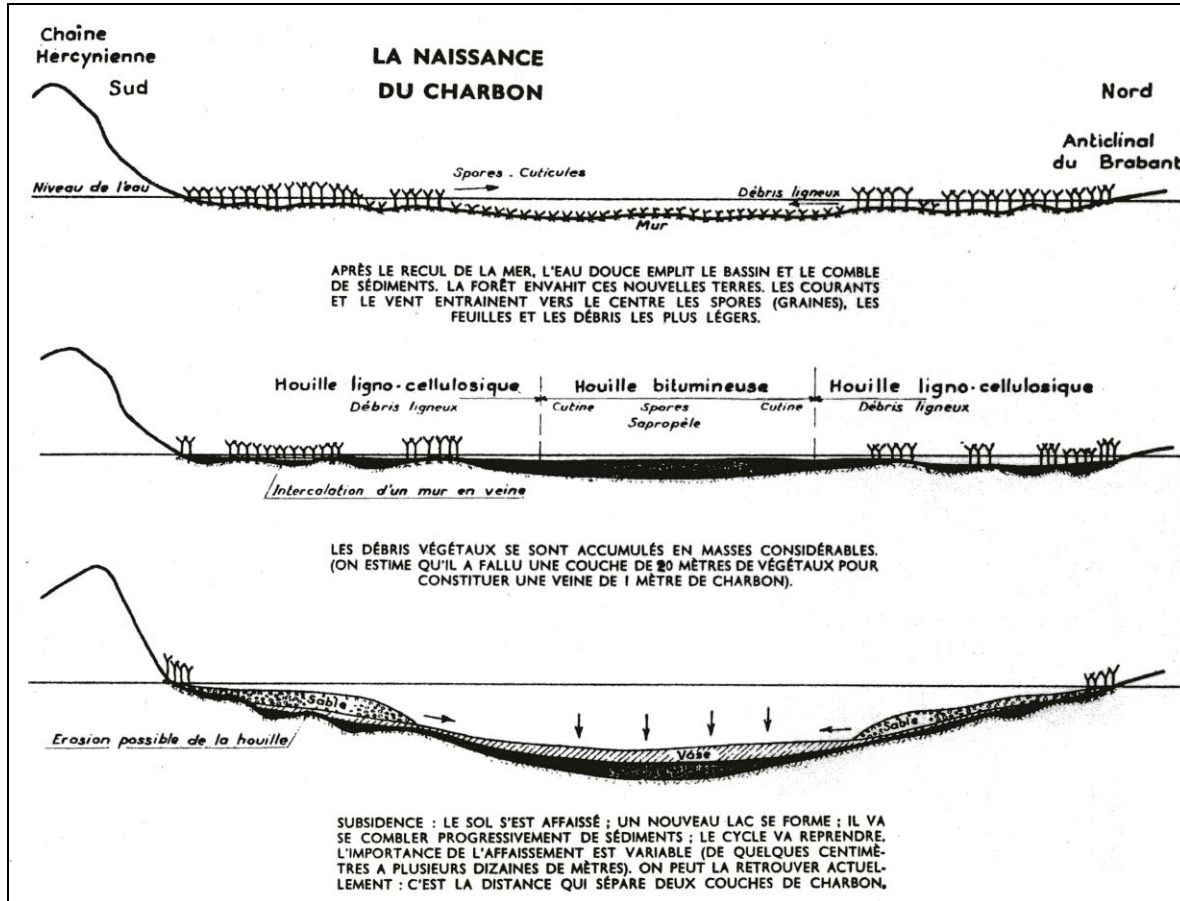 Chaîne
Hercynienne
Sud
LA NAISSANCE
DU CHARBON
Nord
Anticlinal
du Brabant
Niveau de l'eau
Spores - Cuticules
Débris ligneux
Mur
APRÈS LE RECUL DE LA MER, L'EAU DOUCE EMPLIT LE BASSIN ET LE COMBLE
DE SÉDIMENTS. LA FORÊT ENVAHIT CES NOUVELLES TERRES. LES COURANTS
ET LE VENT ENTRAINENT VERS LE CENTRE LES SPORES (GRAINES), LES
FEUILLES ET LES DÉBRIS LES PLUS LÉGERS.
Houille ligno-cellulosique
Houille bitumineuse
Houille ligno-cellulosique
Débris ligneux
Cutine Spores Cutine
Débris ligneux
Sapropèle
Intercalation d'un mur en veine
LES DÉBRIS VÉGÉTAUX SE SONT ACCUMULÉS EN MASSES CONSIDÉRABLES.
(ON ESTIME QU'IL A FALLU UNE COUCHE DE 20 MÈTRES DE VÉGÉTAUX POUR
CONSTITUER UNE VEINE DE 1 MÈTRE DE CHARBON).
Sable
Sable
Erosion possible de la houille
Vase
SUBSIDENCE : LE SOL S'EST AFFAISSÉ ; UN NOUVEAU LAC SE FORME ; IL VA
SE COMBLER PROGRESSIVEMENT DE SÉDIMENTS ; LE CYCLE VA REPRENDRE.
L'IMPORTANCE DE L'AFFAISSEMENT EST VARIABLE (DE QUELQUES CENTIMÈ-
TRES A PLUSIEURS DIZAINES DE MÈTRES). ON PEUT LA RETROUVER ACTUEL-
LEMENT : C'EST LA DISTANCE QUI SÉPARE DEUX COUCHES DE CHARBON.